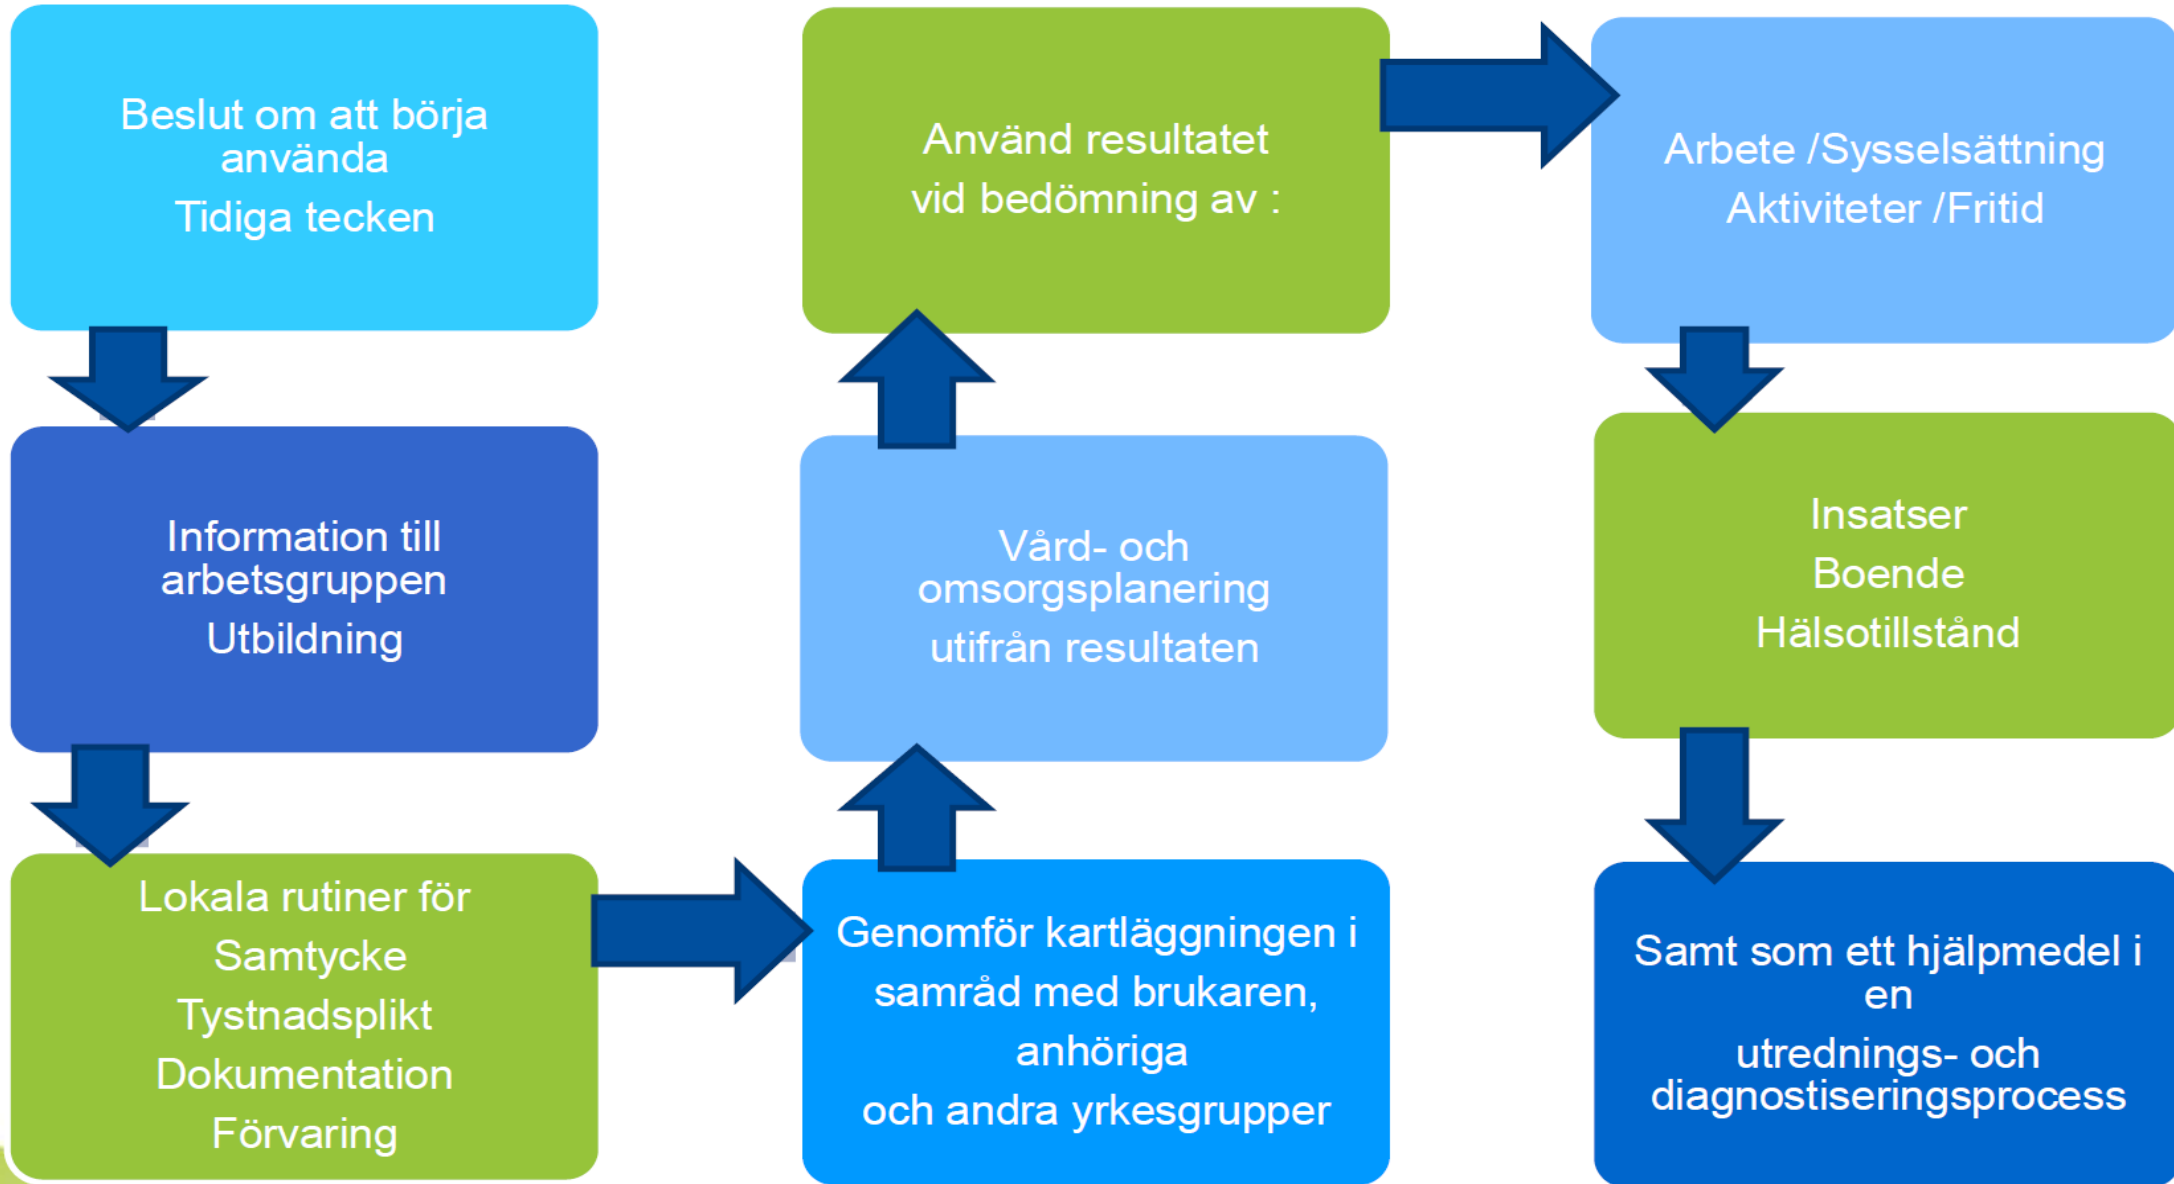 Beslut om att börja
använda
Tidiga tecken
Information till
arbetsgruppen
Utbildning
Lokala rutiner för
Samtycke
Tystnadsplikt
Dokumentation
Förvaring
Genomför kartläggningen i
samråd med brukaren,
anhöriga
och andra yrkesgrupper
Vård- och
omsorgsplanering
utifrån resultaten
Använd resultatet
vid bedömning av :
Arbete /Sysselsättning
Aktiviteter /Fritid
Insatser
Boende
Hälsotillstånd
Samt som ett hjälpmedel i
en
utrednings- och
diagnostiseringsprocess